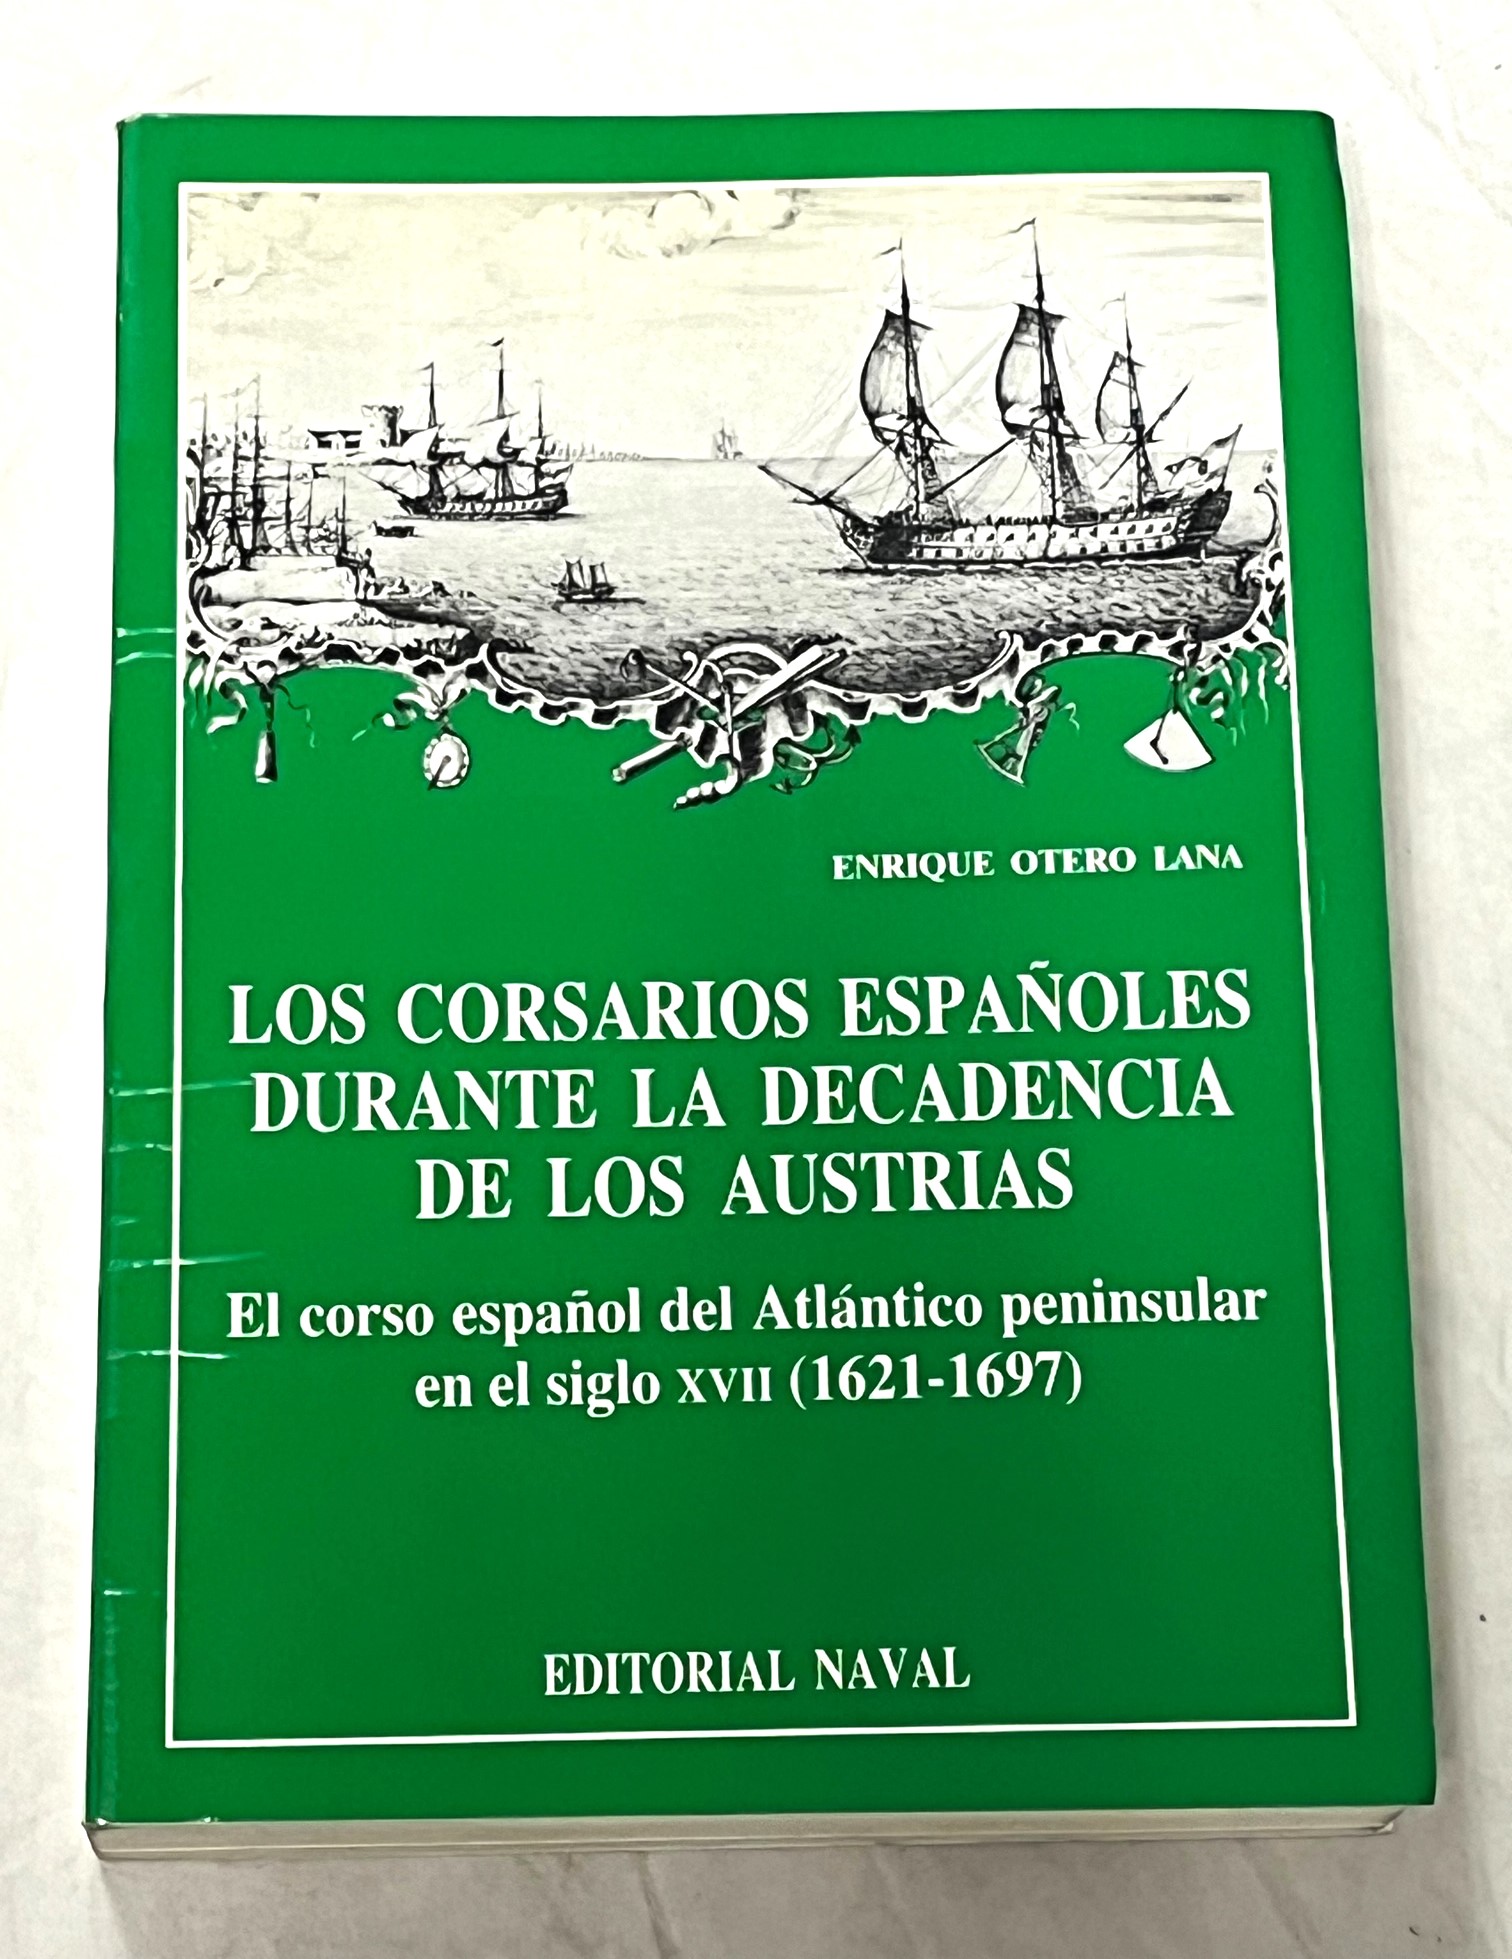 ENRIQUE OTERO LANA
LOS CORSARIOS ESPAÑOLES
DURANTE LA DECADENCIA
DE LOS AUSTRIAS
El corso español del Atlántico peninsular
en el siglo XVII (1621-1697)
EDITORIAL NAVAL